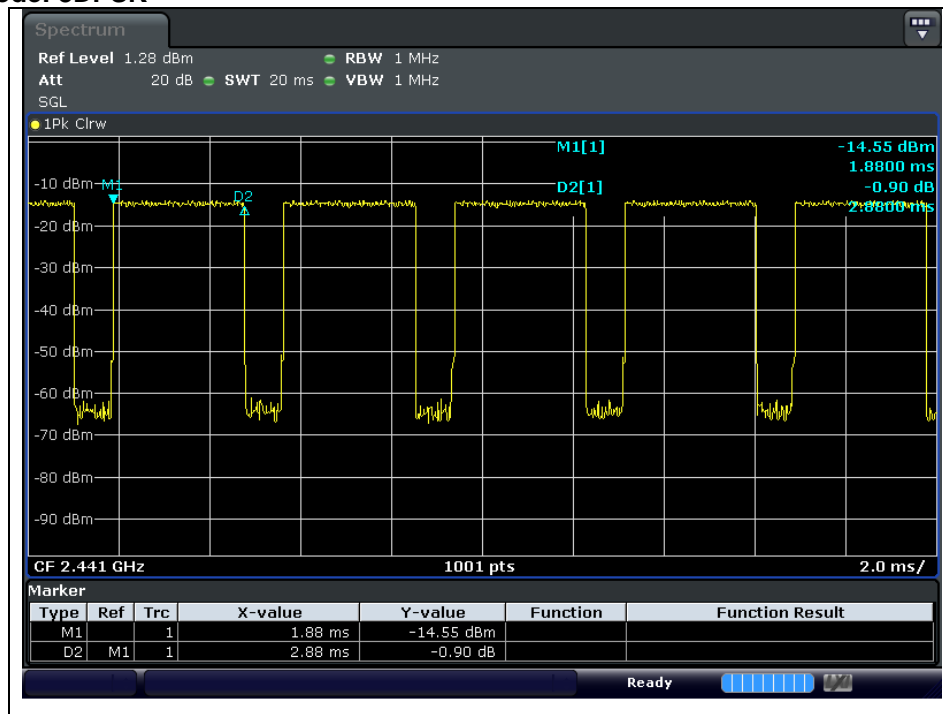 Spectrum
Ref Level 1.28 dBm RBW 1 MHz
Att 20 dB SWT 20 ms VBW 1 MHz
SGL
1Pk Clrw
M1[1] -14.55 dBm
1.8800 ms
D2[1] -0.90 dB
2.8800 ms
M1
D2
-10 dBm
-20 dBm
-30 dBm
-40 dBm
-50 dBm
-60 dBm
-70 dBm
-80 dBm
-90 dBm
CF 2.441 GHz 1001 pts 2.0 ms/
Marker
Type Ref Trc X-value Y-value Function Function Result
M1 1 1.88 ms -14.55 dBm
D2 M1 1 2.88 ms -0.90 dB
Ready